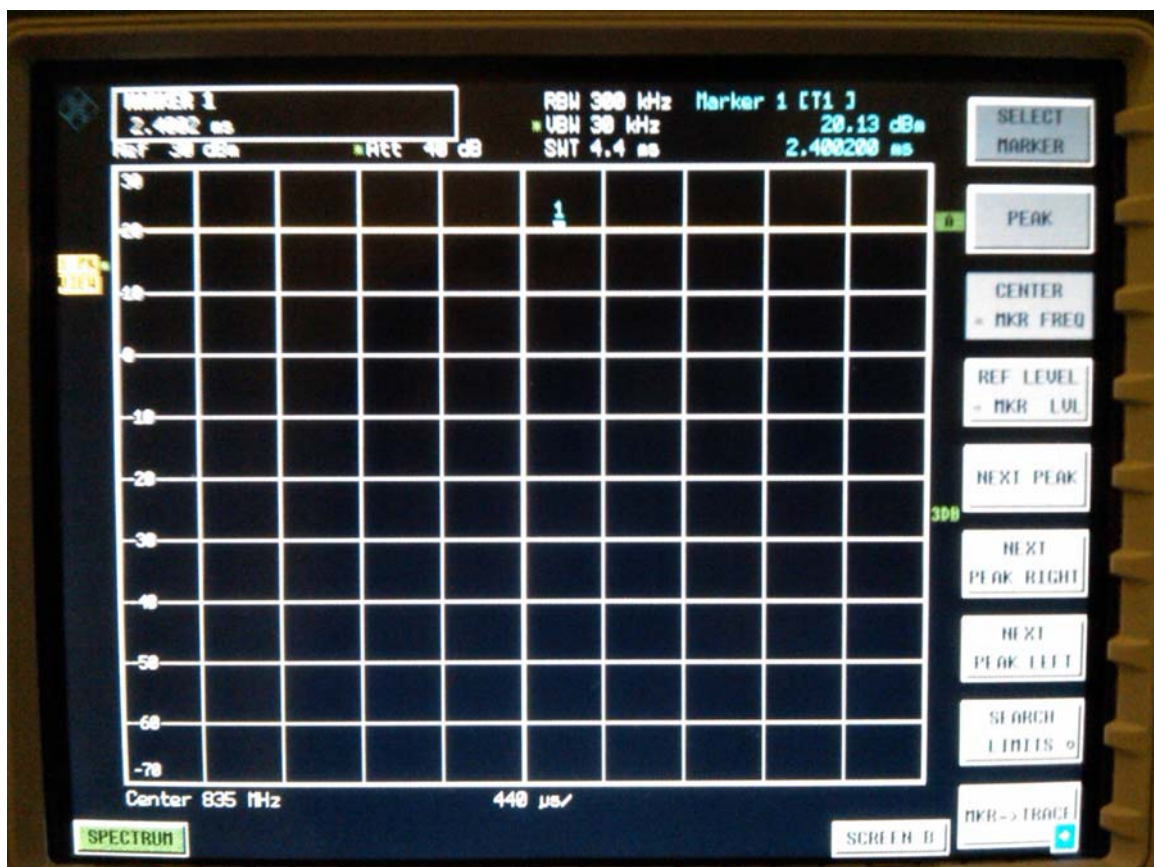 MARKER 1
2.4002 ms
RBW 300 kHz
Marker 1 [T1 ]
*VBW 30 kHz
20.13 dBm
Ref 30 dBm
*Att 40 dB
SWT 4.4 ms
2.400200 ms
30
1
20
A
VIEW
10
0
-10
-20
-30
3DB
-40
-50
-60
-70
Center 835 MHz
440 µs/
SPECTRUM
SCREEN B
SELECT
MARKER
PEAK
CENTER
= MKR FREQ
REF LEVEL
= MKR LVL
NEXT PEAK
NEXT
PEAK RIGHT
NEXT
PEAK LEFT
SEARCH
LIMITS
MKR->TRACE